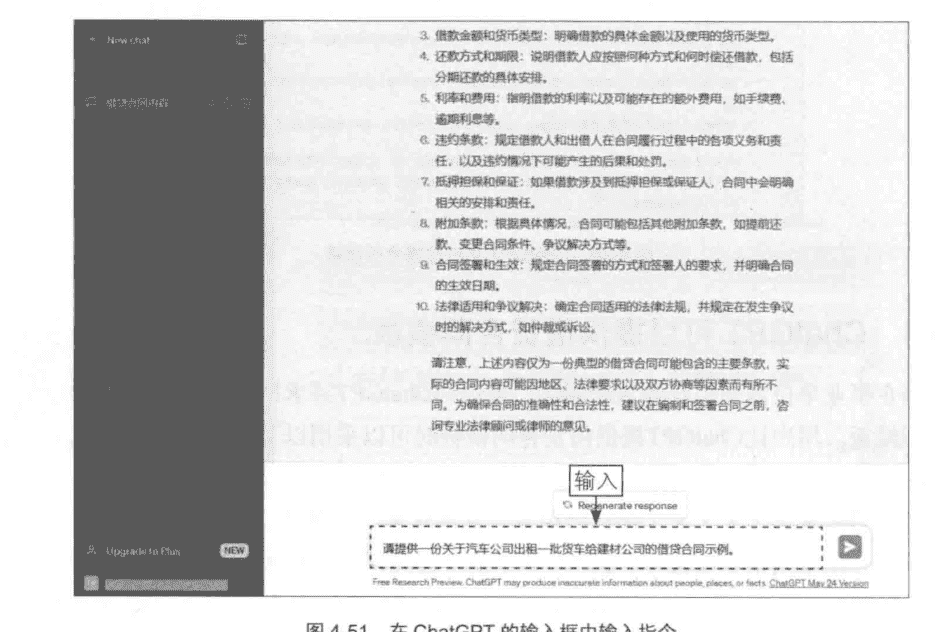 New chat
借贷合同内容
3. 借款金额和货币类型：明确借款的具体金额以及使用的货币类型。
4. 还款方式和期限：说明借款人应按照何种方式和何时偿还借款，包括
分期还款的具体安排。
5. 利率和费用：指明借款的利率以及可能存在的额外费用，如手续费、
逾期利息等。
6. 违约条款：规定借款人和出借人在合同履行过程中的各项义务和责
任，以及违约情况下可能产生的后果和处罚。
7. 抵押担保和保证：如果借款涉及到抵押担保或保证人，合同中会明确
相关的安排和责任。
8. 附加条款：根据具体情况，合同可能包括其他附加条款，如提前还
款、变更合同条件、争议解决方式等。
9. 合同签署和生效：规定合同签署的方式和签署人的要求，并明确合同
的生效日期。
10. 法律适用和争议解决：确定合同适用的法律法规，并规定在发生争议
时的解决方式，如仲裁或诉讼。
请注意，上述内容仅为一份典型的借贷合同可能包含的主要条款，实
际的合同内容可能因地区、法律要求以及双方协商等因素而有所不
同。为确保合同的准确性和合法性，建议在编制和签署合同之前，咨
询专业法律顾问或律师的意见。
输入
Regenerate response
请提供一份关于汽车公司出租一批货车给建材公司的借贷合同示例。
Upgrade to Plus NEW
Free Research Preview. ChatGPT may produce inaccurate information about people, places, or facts. ChatGPT May 24 Version
图 4-51 在 ChatGPT 的输入框中输入指令